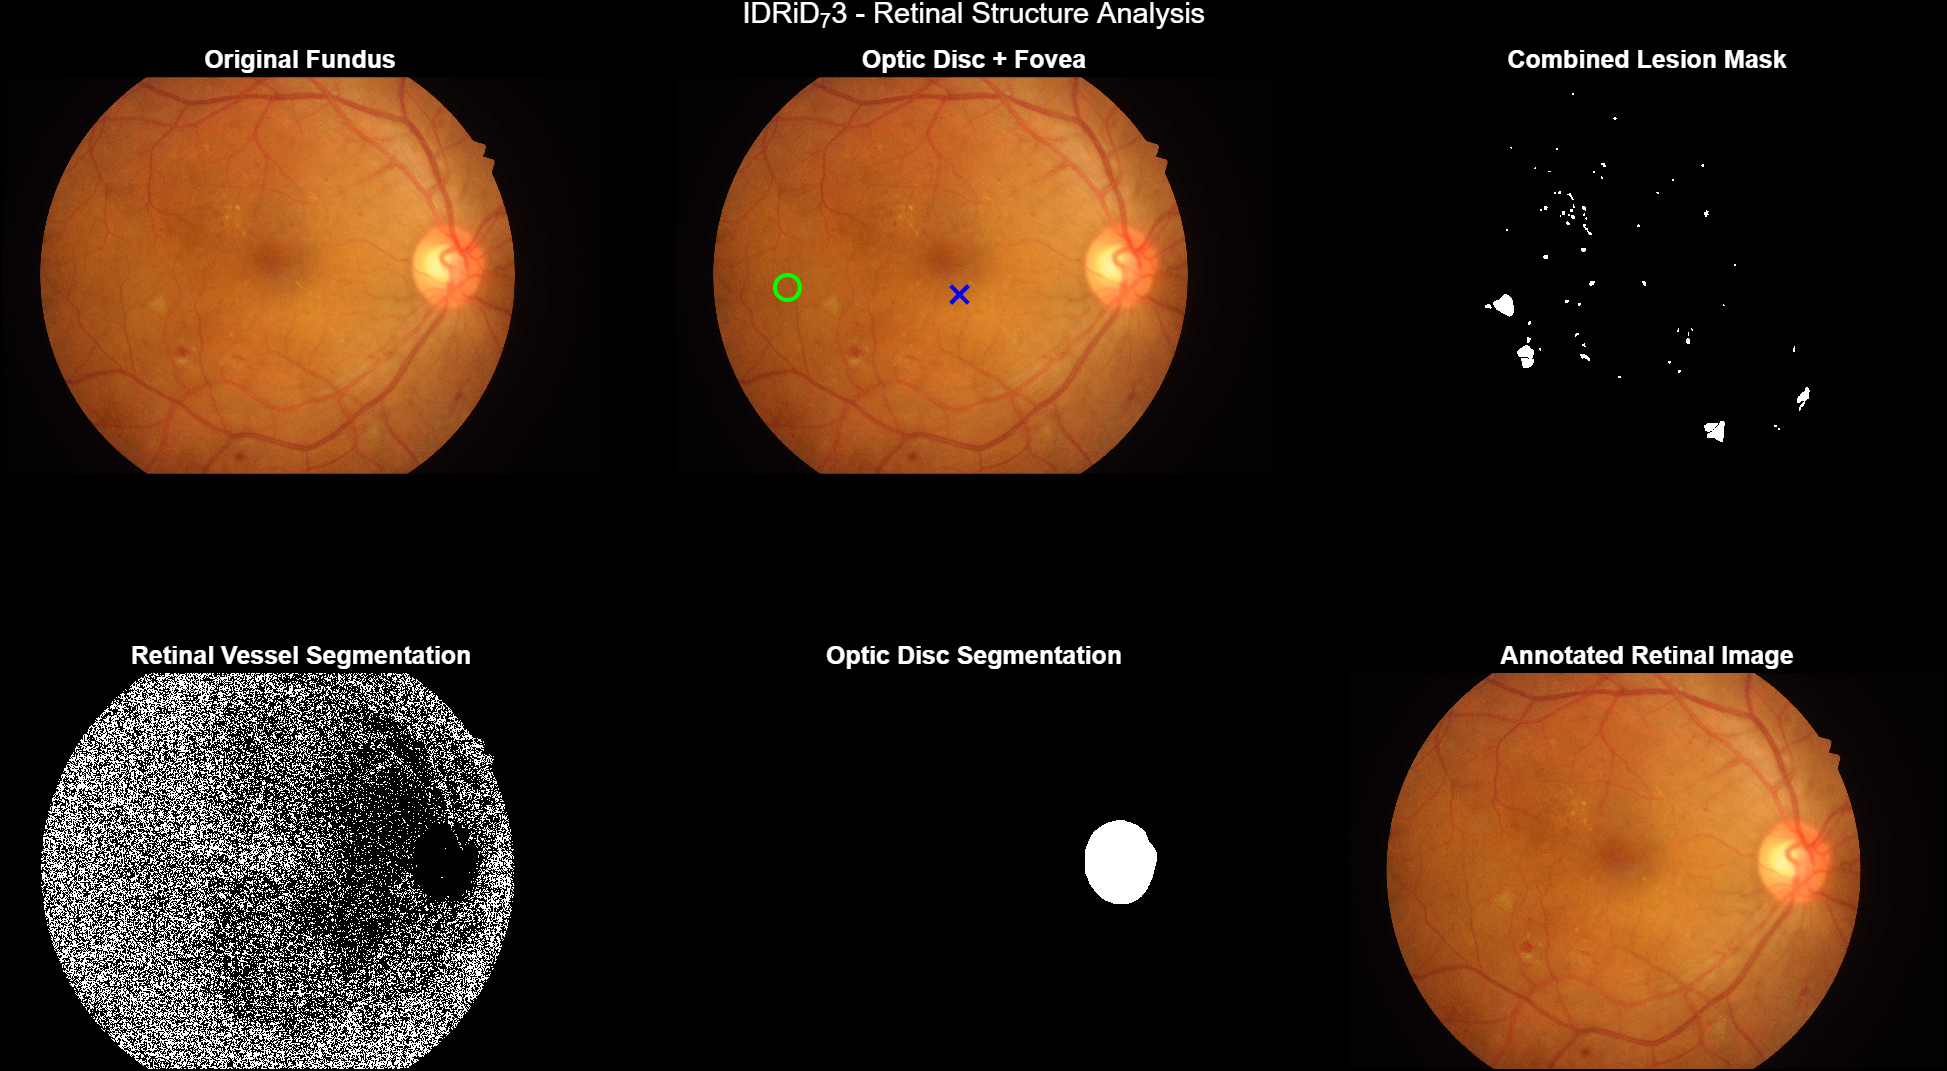 IDRiD₇3 - Retinal Structure Analysis
Original Fundus
Optic Disc + Fovea
Combined Lesion Mask
Retinal Vessel Segmentation
Optic Disc Segmentation
Annotated Retinal Image